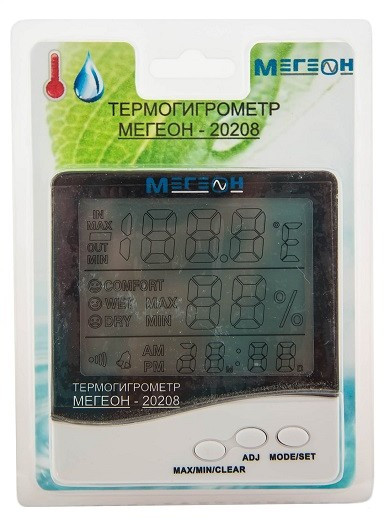 МЕГЕОН
ТЕРМОГИГРОМЕТР
МЕГЕОН - 20208
МЕГЕОН
IN
MAX
OUT
MIN
188.8 °E
COMFORT
WET MAX
DRY MIN
88%
AM
PM
28:88
ТЕРМОГИГРОМЕТР
МЕГЕОН - 20208
MAX/MIN/CLEAR
ADJ
MODE/SET